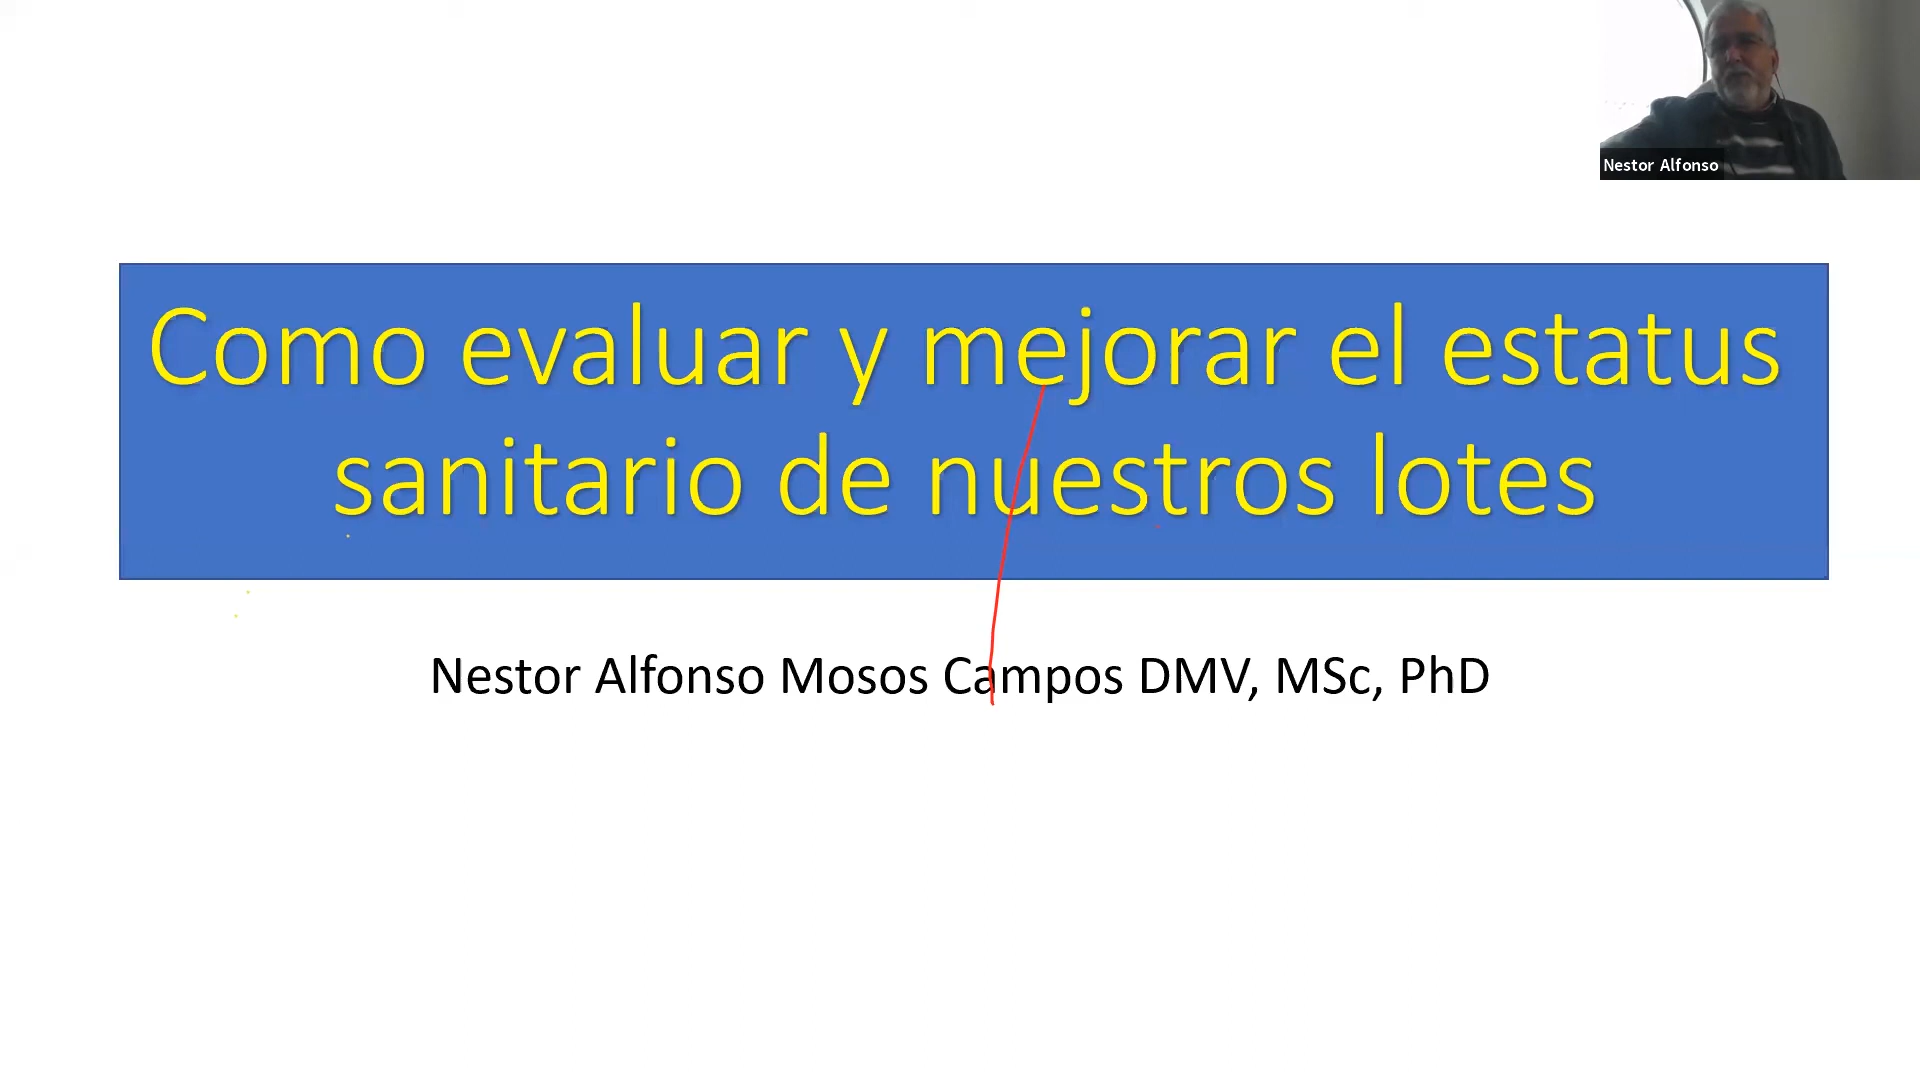 Nestor Alfonso
Como evaluar y mejorar el estatus
sanitario de nuestros lotes
Nestor Alfonso Mosos Campos DMV, MSc, PhD